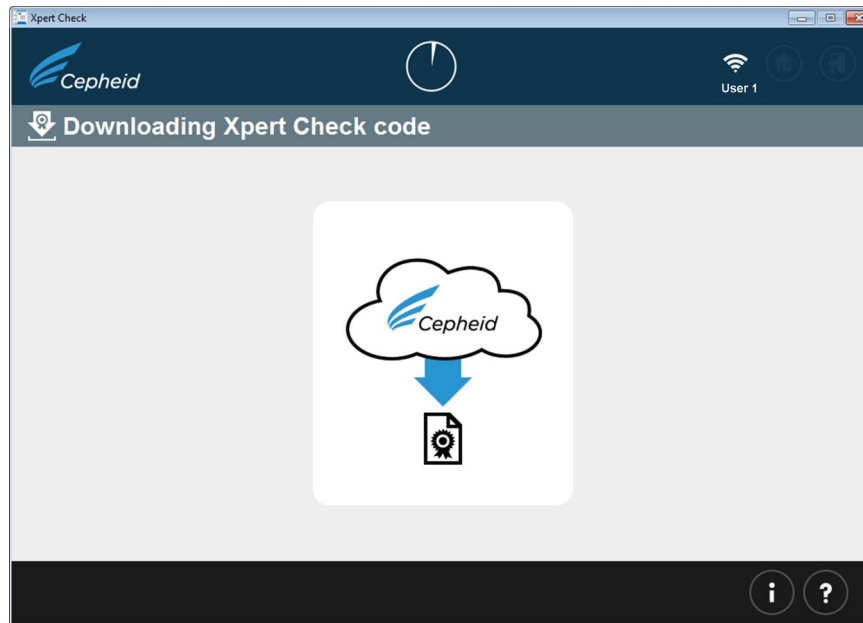 Xpert Check
Cepheid
User 1
Downloading Xpert Check code
Cepheid
i ?